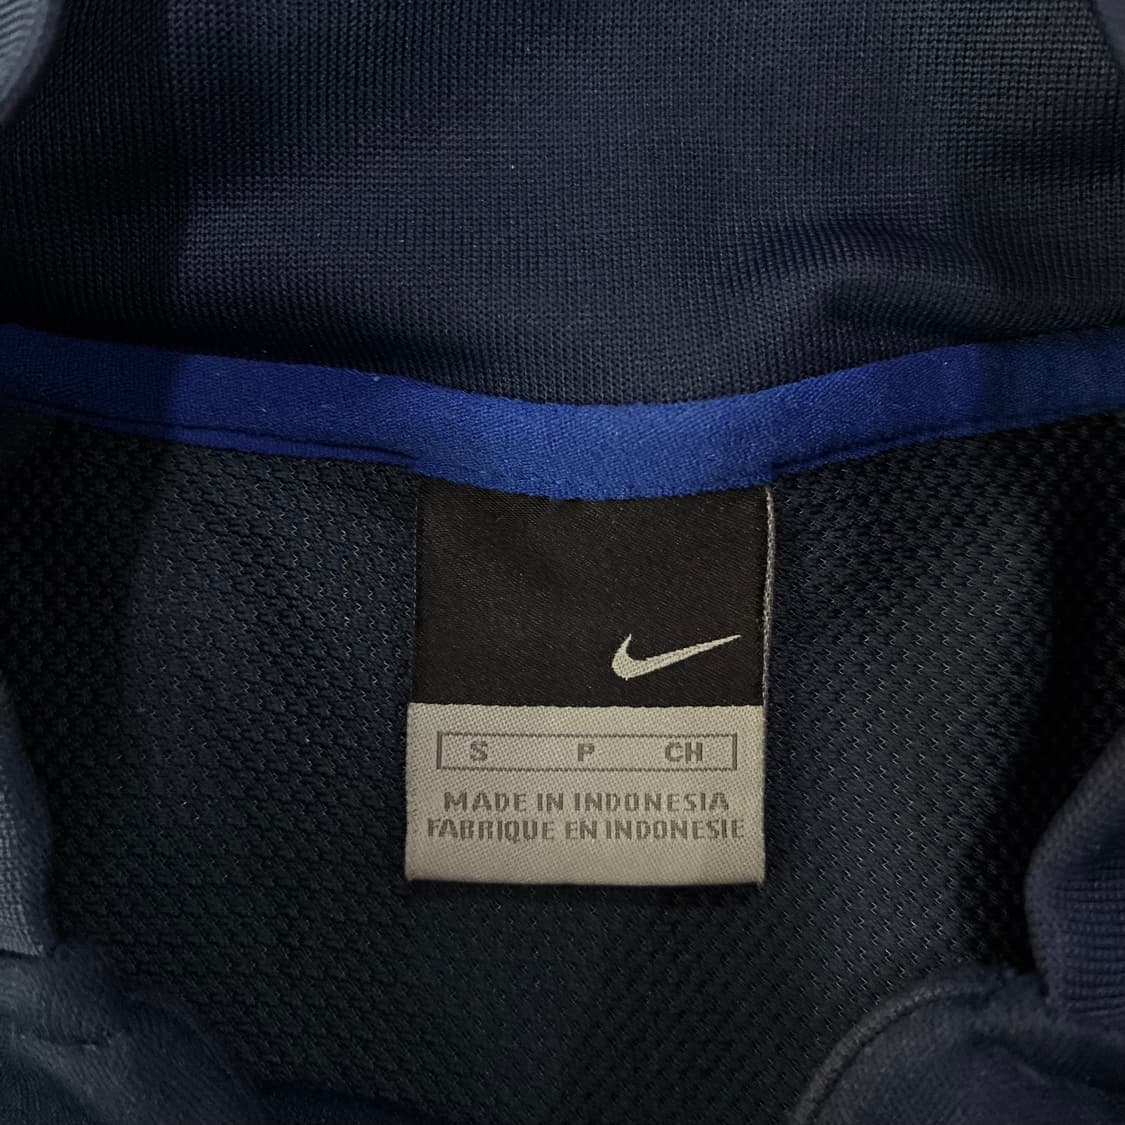 S P CH
MADE IN INDONESIA
FABRIQUE EN INDONESIE